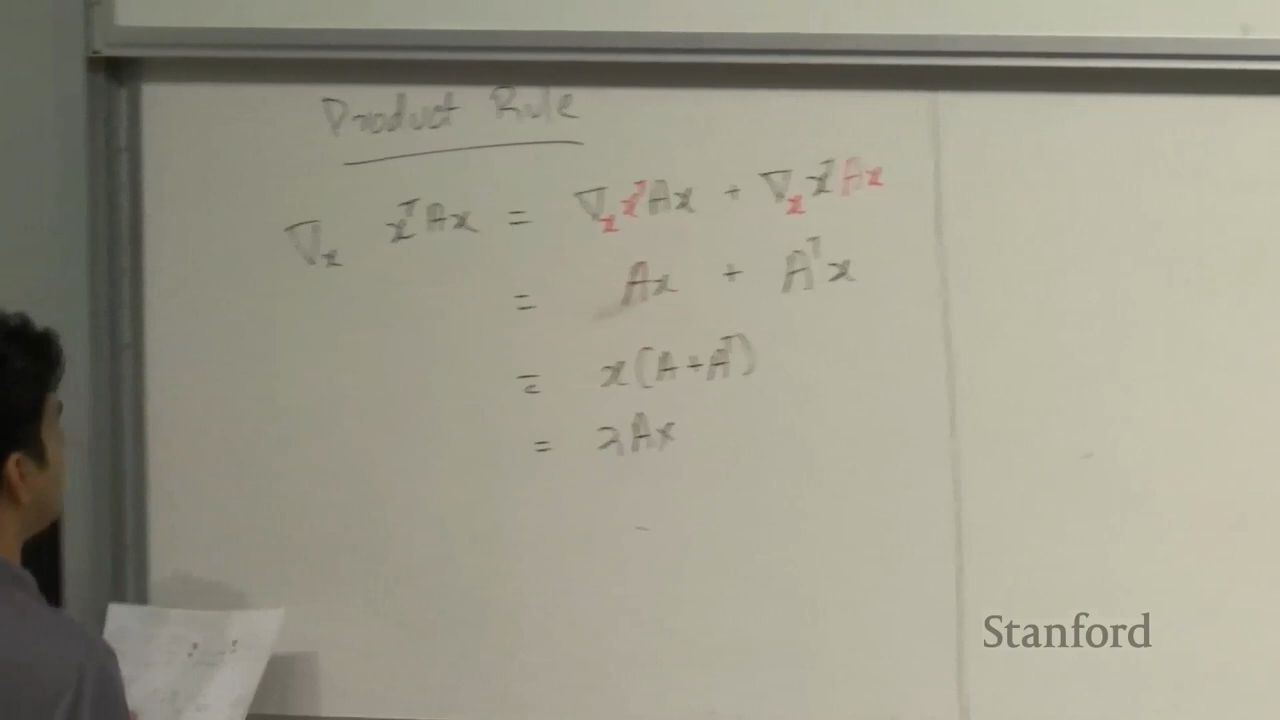 Product Rule
∇ₓ xᵀAx = ∇ₓ xᵀAx + ∇ₓ xᵀAx
= Ax + Aᵀx
= x(A+Aᵀ)
= 2Ax
Stanford